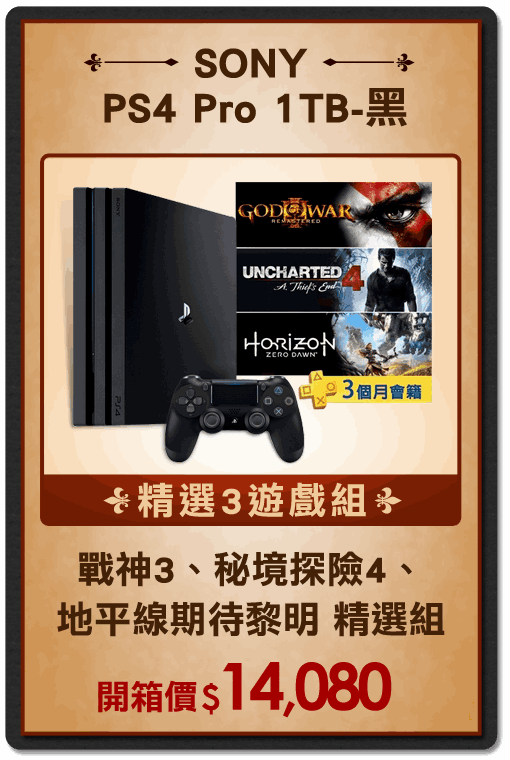 SONY
PS4 Pro 1TB-黑
SONY
PS4
GOD OF WAR
III
REMASTERED
UNCHARTED 4
A Thief's End
HORIZON
ZERO DAWN
3個月會籍
精選3遊戲組
戰神3、秘境探險4、
地平線期待黎明 精選組
開箱價$14,080